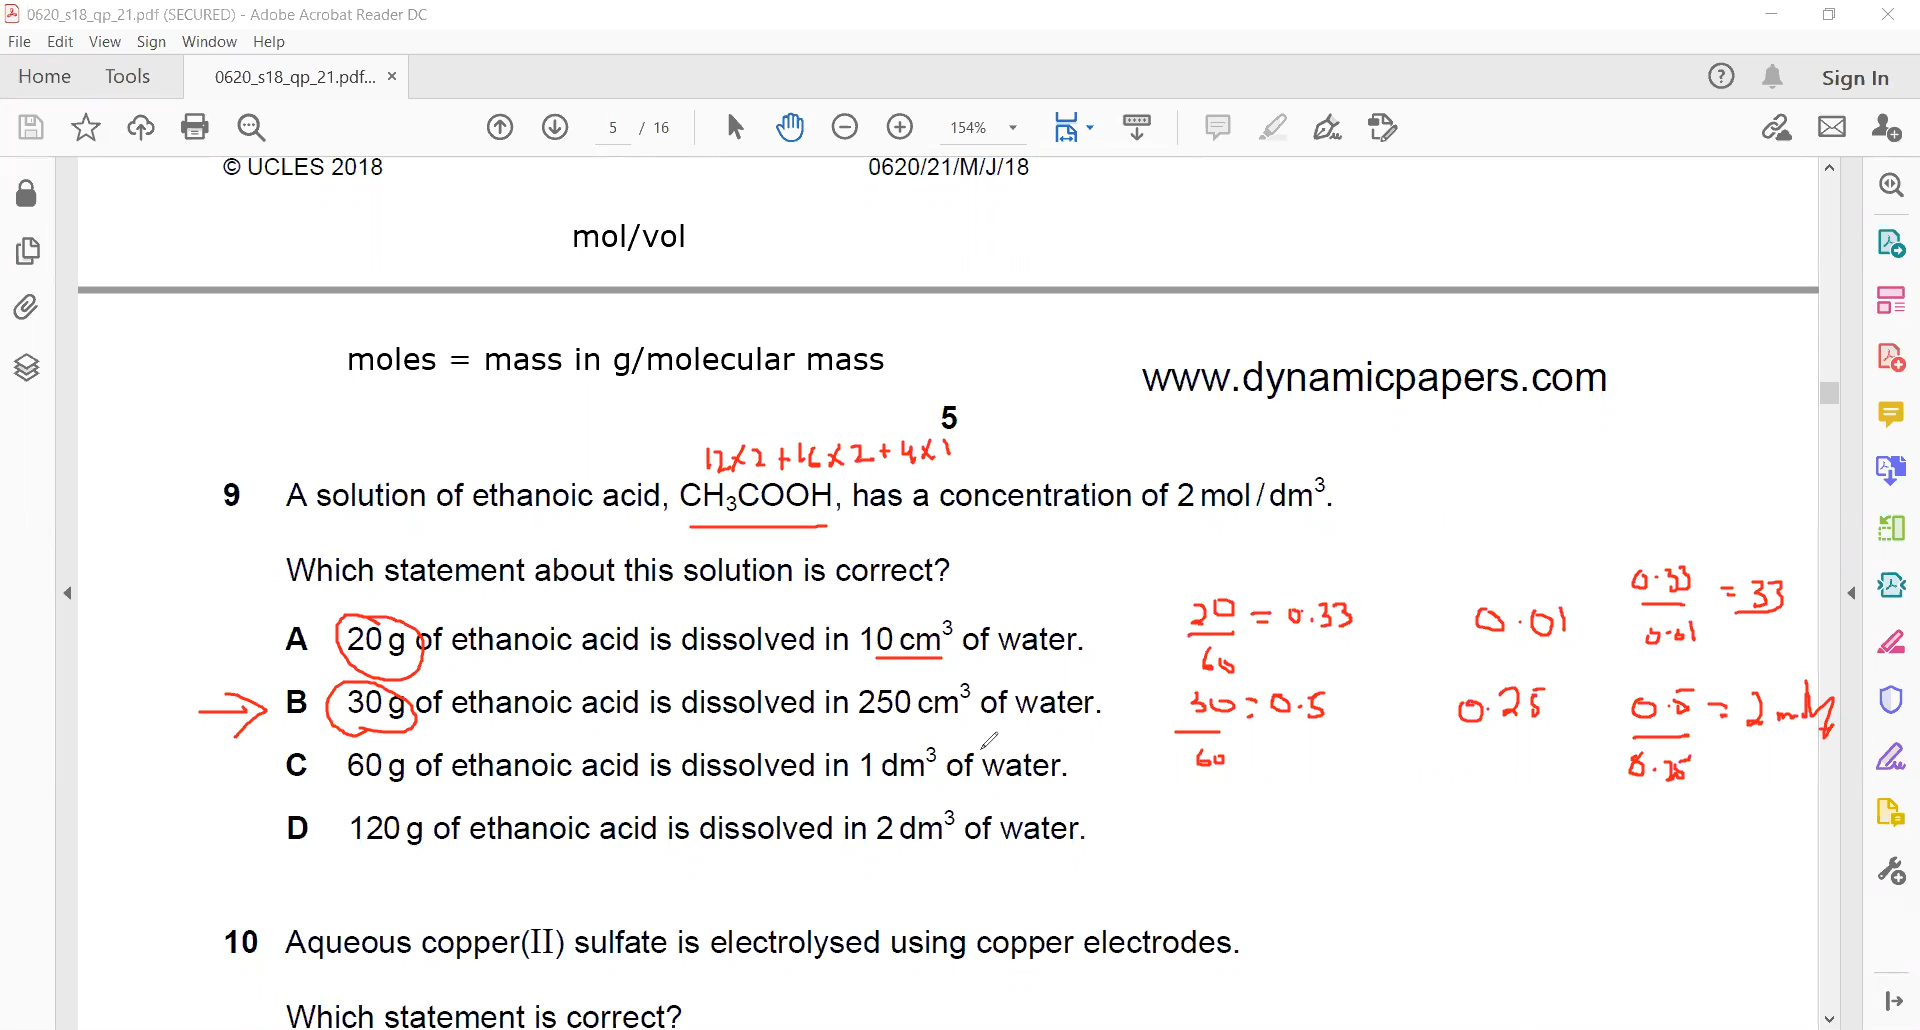 0620_s18_qp_21.pdf (SECURED) - Adobe Acrobat Reader DC
File Edit View Sign Window Help
Home Tools 0620_s18_qp_21.pdf... × Sign In
5 / 16 154%
© UCLES 2018 0620/21/M/J/18
mol/vol
moles = mass in g/molecular mass
www.dynamicpapers.com
5
12×2+16×2+4×1
9 A solution of ethanoic acid, CH₃COOH, has a concentration of 2 mol/dm³.
Which statement about this solution is correct?
A 20 g of ethanoic acid is dissolved in 10 cm³ of water.
20/60 = 0.33 0.01 0.33/0.01 = 33
B 30 g of ethanoic acid is dissolved in 250 cm³ of water.
30/60 = 0.5 0.25 0.5/0.25 = 2
C 60 g of ethanoic acid is dissolved in 1 dm³ of water.
D 120 g of ethanoic acid is dissolved in 2 dm³ of water.
10 Aqueous copper(II) sulfate is electrolysed using copper electrodes.
Which statement is correct?